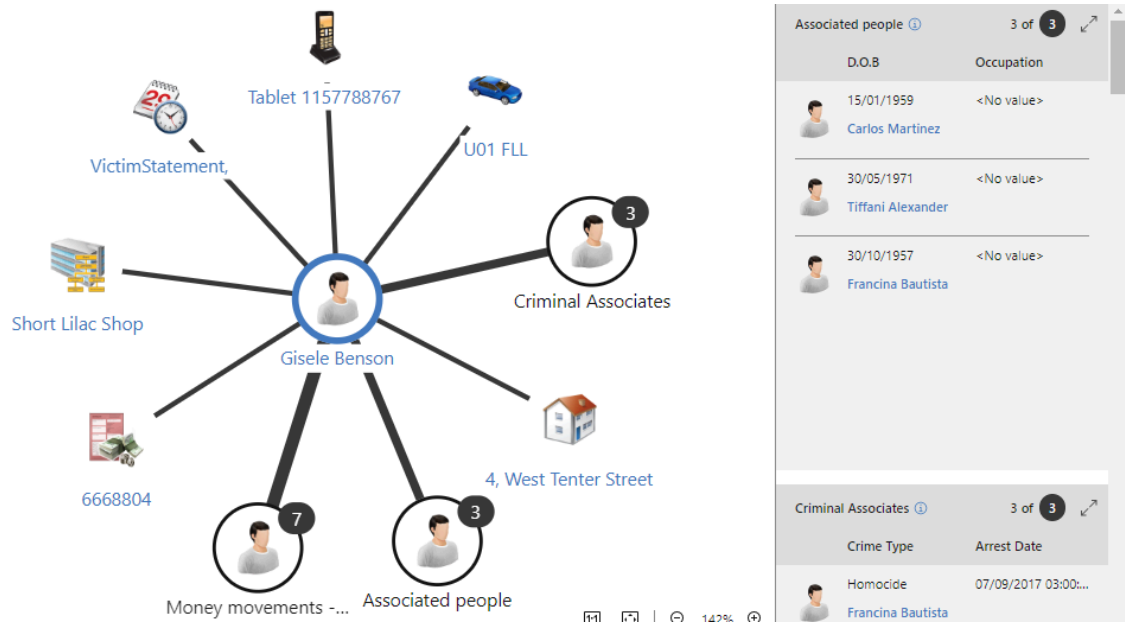 Tablet 1157788767
VictimStatement,
U01 FLL
3
Criminal Associates
Short Lilac Shop
Gisele Benson
6668804
4, West Tenter Street
7
Money movements -...
3
Associated people
142%
Associated people
3 of 3
D.O.B Occupation
15/01/1959 <No value>
Carlos Martinez
30/05/1971 <No value>
Tiffani Alexander
30/10/1957 <No value>
Francina Bautista
Criminal Associates
3 of 3
Crime Type Arrest Date
Homocide 07/09/2017 03:00:...
Francina Bautista